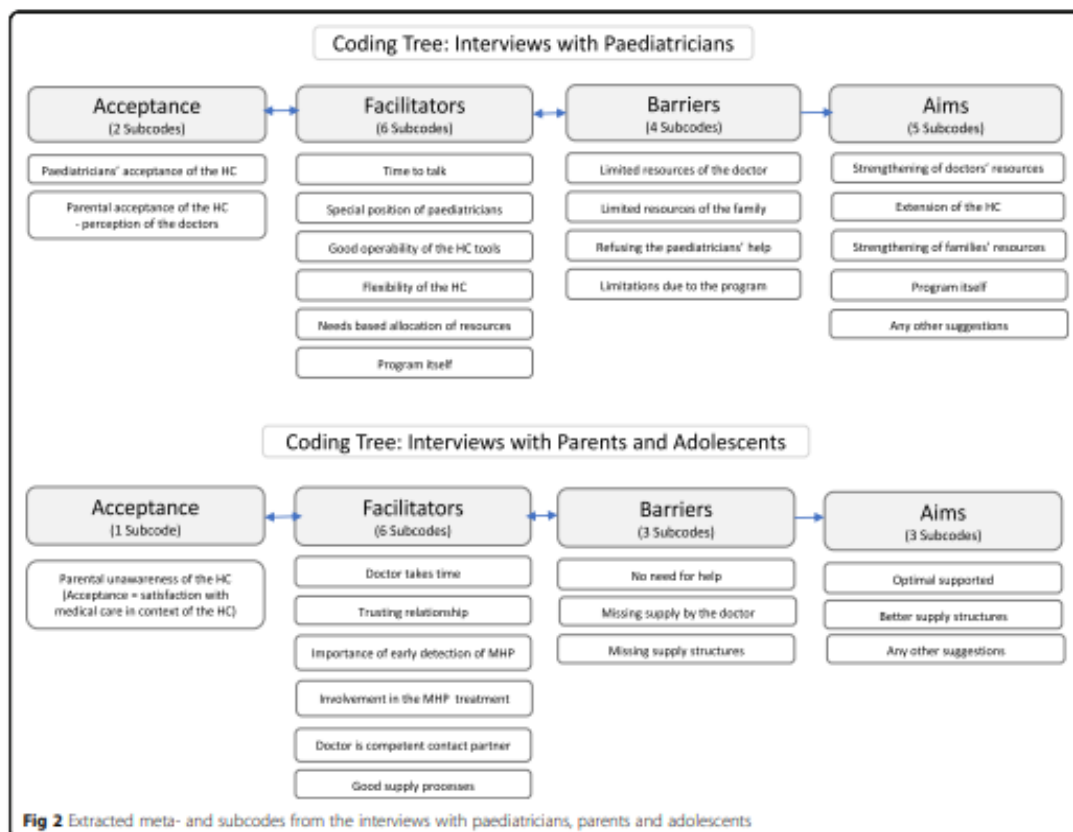 Coding Tree: Interviews with Paediatricians
Acceptance
(2 Subcodes)
Paediatricians' acceptance of the HC
Parental acceptance of the HC
- perception of the doctors
Facilitators
(6 Subcodes)
Time to talk
Special position of paediatricians
Good operability of the HC tools
Flexibility of the HC
Needs based allocation of resources
Program itself
Barriers
(4 Subcodes)
Limited resources of the doctor
Limited resources of the family
Refusing the paediatricians' help
Limitations due to the program
Aims
(5 Subcodes)
Strengthening of doctors' resources
Extension of the HC
Strengthening of families' resources
Program itself
Any other suggestions
Coding Tree: Interviews with Parents and Adolescents
Acceptance
(1 Subcode)
Parental unawareness of the HC
(Acceptance = satisfaction with
medical care in context of the HC)
Facilitators
(6 Subcodes)
Doctor takes time
Trusting relationship
Importance of early detection of MHP
Involvement in the MHP treatment
Doctor is competent contact partner
Good supply processes
Barriers
(3 Subcodes)
No need for help
Missing supply by the doctor
Missing supply structures
Aims
(3 Subcodes)
Optimal supported
Better supply structures
Any other suggestions
Fig 2 Extracted meta- and subcodes from the interviews with paediatricians, parents and adolescents